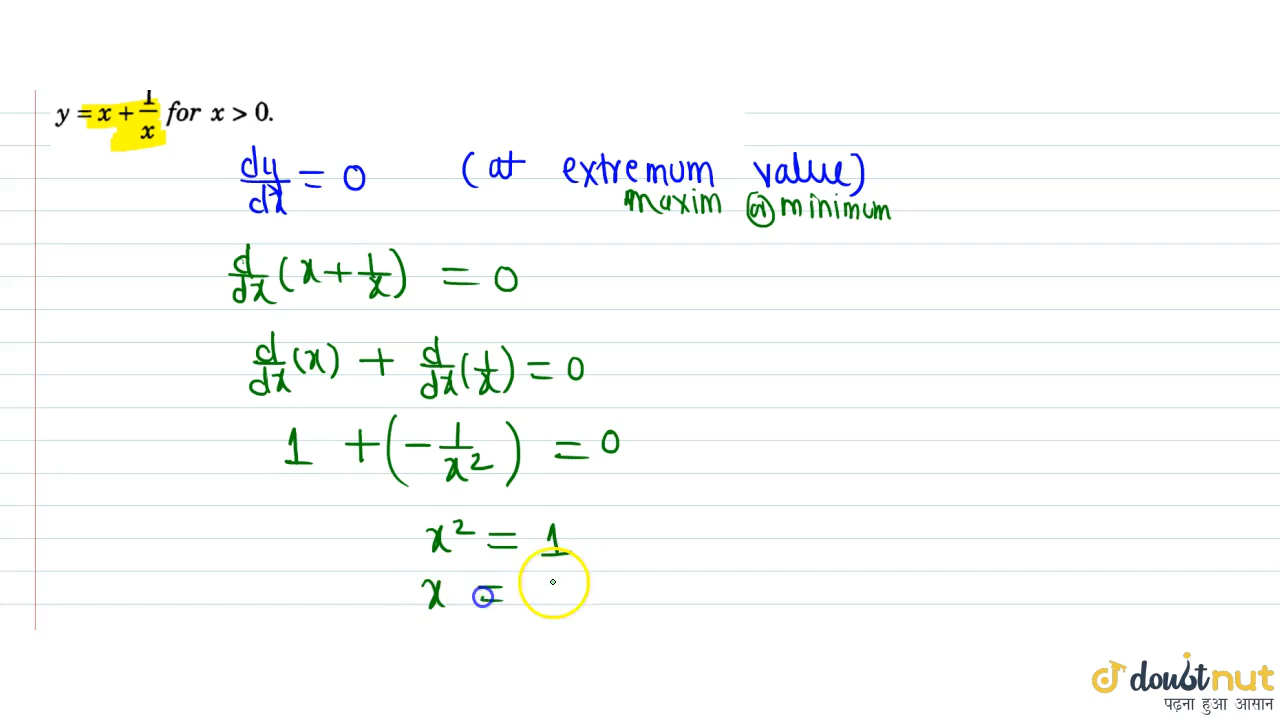 y = x + 1/x for x > 0.
dy/dx = 0 (at extremum value)
maxim or minimum
d/dx (x + 1/x) = 0
d/dx (x) + d/dx (1/x) = 0
1 + (- 1/x²) = 0
x² = 1
x =
doubtnut
पढ़ना हुआ आसान